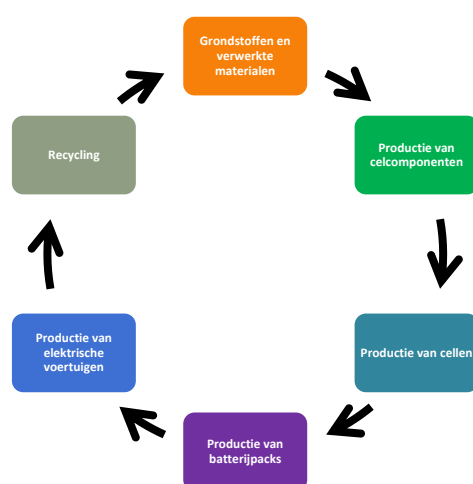 Grondstoffen en
verwerkte
materialen
Productie van
celcomponenten
Productie van cellen
Productie van
batterijpacks
Productie van
elektrische
voertuigen
Recycling